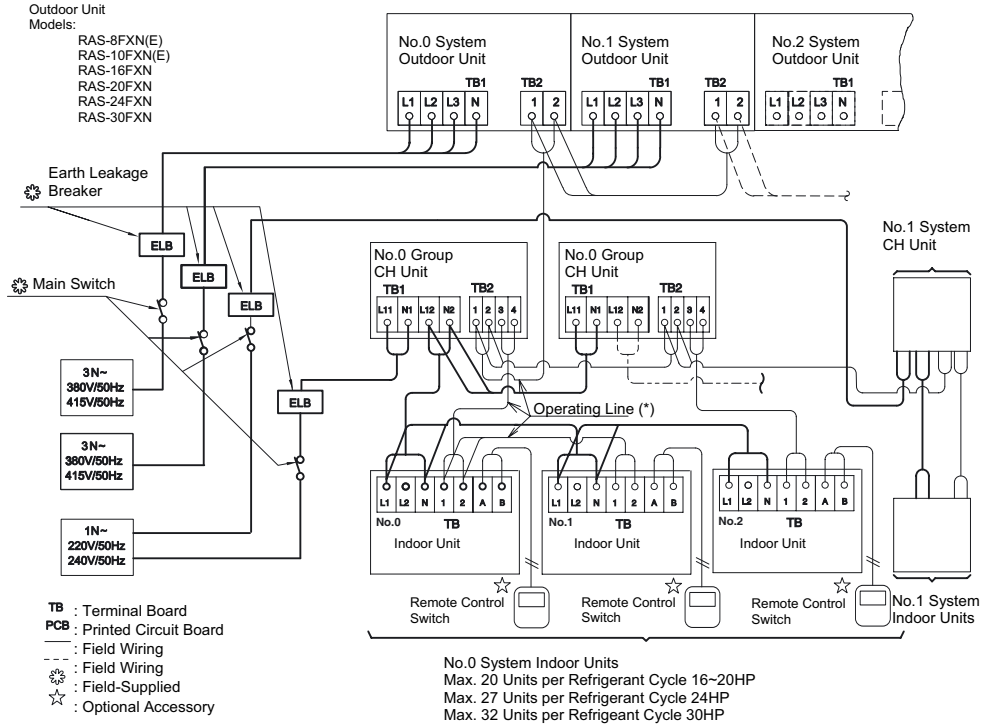 Outdoor Unit
Models:
RAS-8FXN(E)
RAS-10FXN(E)
RAS-16FXN
RAS-20FXN
RAS-24FXN
RAS-30FXN
No.0 System
Outdoor Unit
TB1
L1 L2 L3 N
TB2
1 2
No.1 System
Outdoor Unit
TB1
L1 L2 L3 N
TB2
1 2
No.2 System
Outdoor Unit
TB1
L1 L2 L3 N
Earth Leakage
Breaker
ELB
ELB
ELB
ELB
Main Switch
3N~
380V/50Hz
415V/50Hz
3N~
380V/50Hz
415V/50Hz
1N~
220V/50Hz
240V/50Hz
No.0 Group
CH Unit
TB1
L11 N1 L12 N2
TB2
1 2 3 4
No.0 Group
CH Unit
TB1
L11 N1 L12 N2
TB2
1 2 3 4
No.1 System
CH Unit
Operating Line (*)
L1 L2 N 1 2 A B
No.0 TB
Indoor Unit
L1 L2 N 1 2 A B
No.1 TB
Indoor Unit
L1 L2 N 1 2 A B
No.2 TB
Indoor Unit
Remote Control
Switch
Remote Control
Switch
Remote Control
Switch
No.1 System
Indoor Units
TB : Terminal Board
PCB : Printed Circuit Board
: Field Wiring
: Field Wiring
: Field-Supplied
: Optional Accessory
No.0 System Indoor Units
Max. 20 Units per Refrigerant Cycle 16~20HP
Max. 27 Units per Refrigerant Cycle 24HP
Max. 32 Units per Refrigeant Cycle 30HP